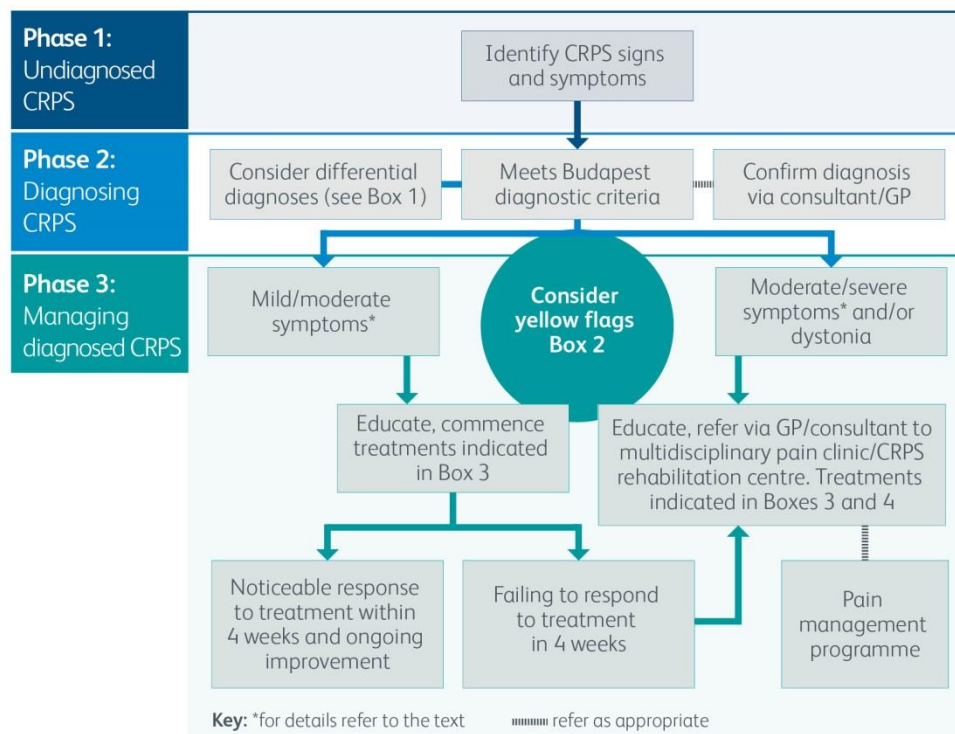 Phase 1:
Undiagnosed
CRPS
Identify CRPS signs
and symptoms
Phase 2:
Diagnosing
CRPS
Consider differential
diagnoses (see Box 1)
Meets Budapest
diagnostic criteria
Confirm diagnosis
via consultant/GP
Phase 3:
Managing
diagnosed CRPS
Mild/moderate
symptoms*
Consider
yellow flags
Box 2
Moderate/severe
symptoms* and/or
dystonia
Educate, commence
treatments indicated
in Box 3
Educate, refer via GP/consultant to
multidisciplinary pain clinic/CRPS
rehabilitation centre. Treatments
indicated in Boxes 3 and 4
Noticeable response
to treatment within
4 weeks and ongoing
improvement
Failing to respond
to treatment
in 4 weeks
Pain
management
programme
Key: *for details refer to the text
refer as appropriate